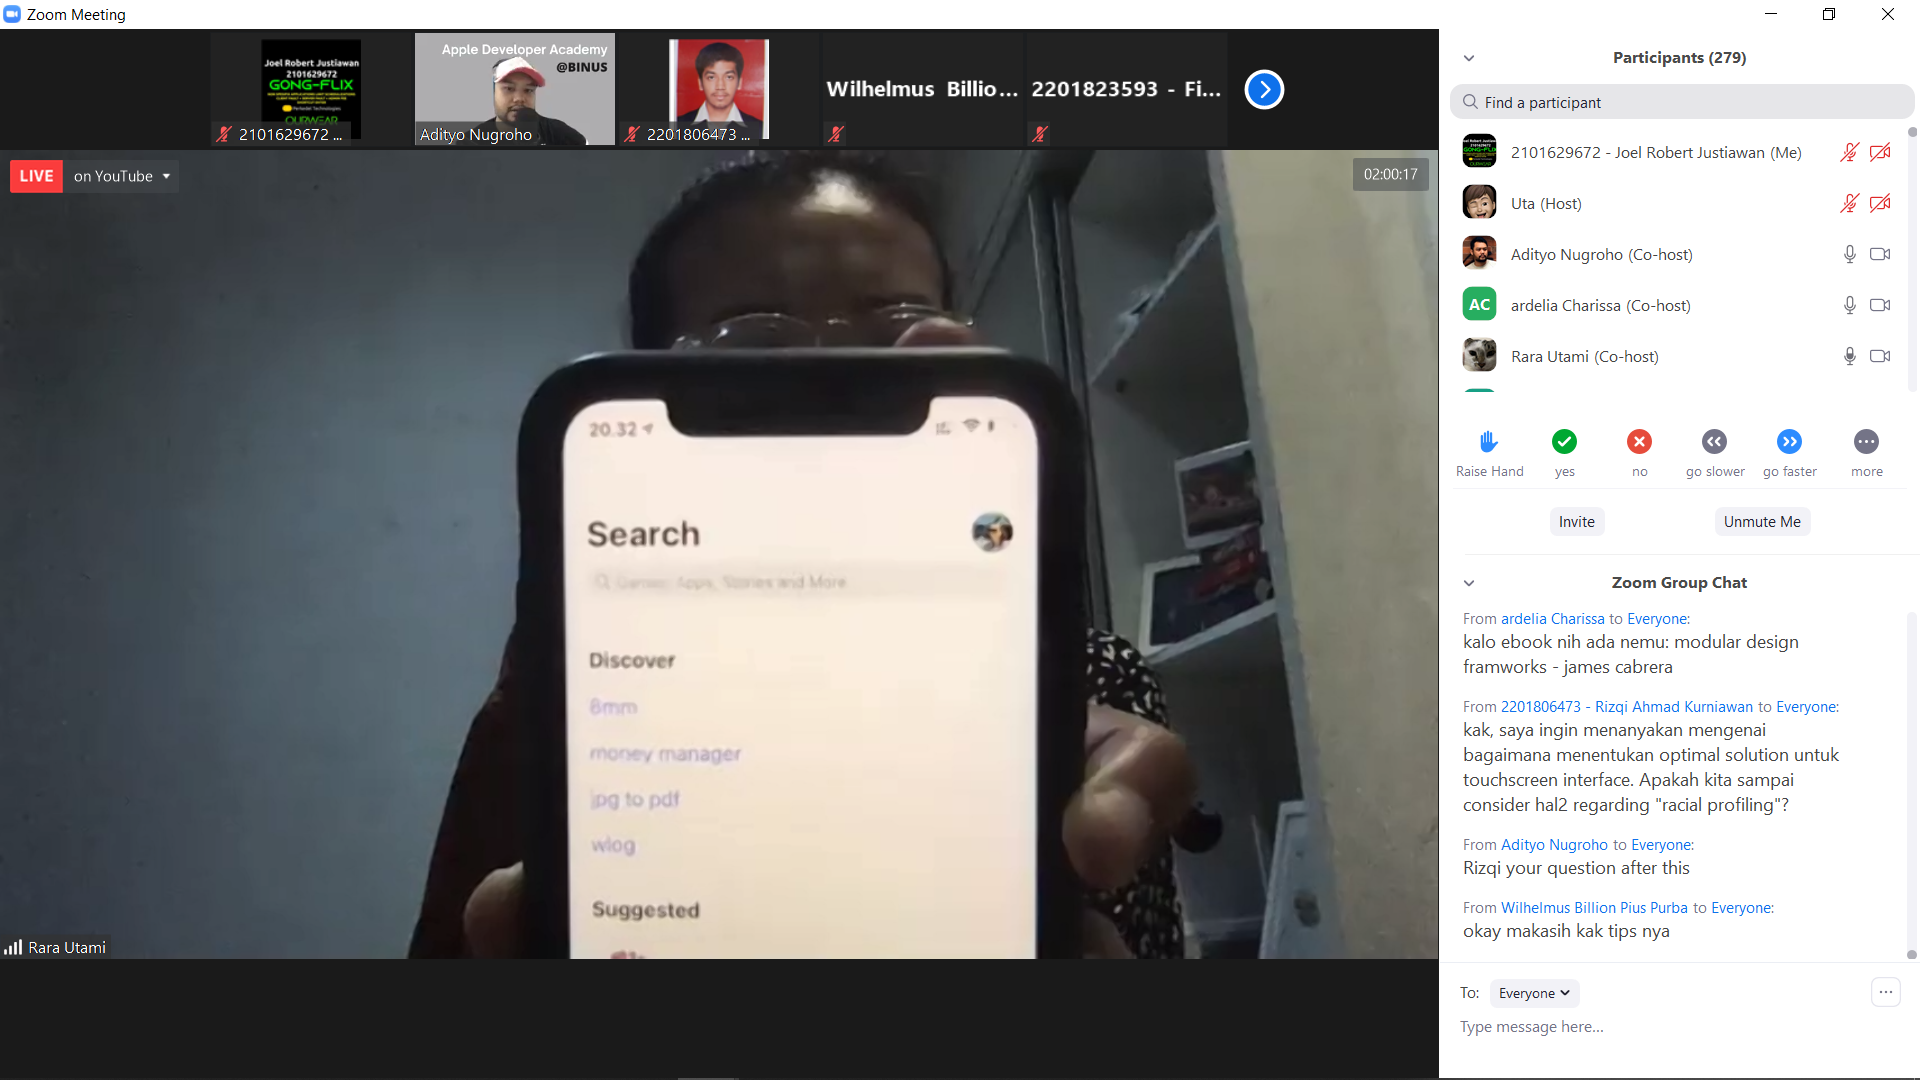 Zoom Meeting
Joel Robert Justiawan
2101629672
GONG-FLIX
OURWEAR
2101629672 ...
Apple Developer Academy
@BINUS
Adityo Nugroho
2201806473 ...
Wilhelmus Billio...
2201823593 - Fi...
LIVE
on YouTube
02:00:17
20.32
Search
Games, Apps, Stories and More
Discover
8mm
money manager
jpg to pdf
wlog
Suggested
Rara Utami
Participants (279)
Find a participant
2101629672 - Joel Robert Justiawan (Me)
Uta (Host)
Adityo Nugroho (Co-host)
AC
ardelia Charissa (Co-host)
Rara Utami (Co-host)
Raise Hand
yes
no
go slower
go faster
more
Invite
Unmute Me
Zoom Group Chat
From ardelia Charissa to Everyone:
kalo ebook nih ada nemu: modular design
framworks - james cabrera
From 2201806473 - Rizqi Ahmad Kurniawan to Everyone:
kak, saya ingin menanyakan mengenai
bagaimana menentukan optimal solution untuk
touchscreen interface. Apakah kita sampai
consider hal2 regarding "racial profiling"?
From Adityo Nugroho to Everyone:
Rizqi your question after this
From Wilhelmus Billion Pius Purba to Everyone:
okay makasih kak tips nya
To:
Everyone
Type message here...